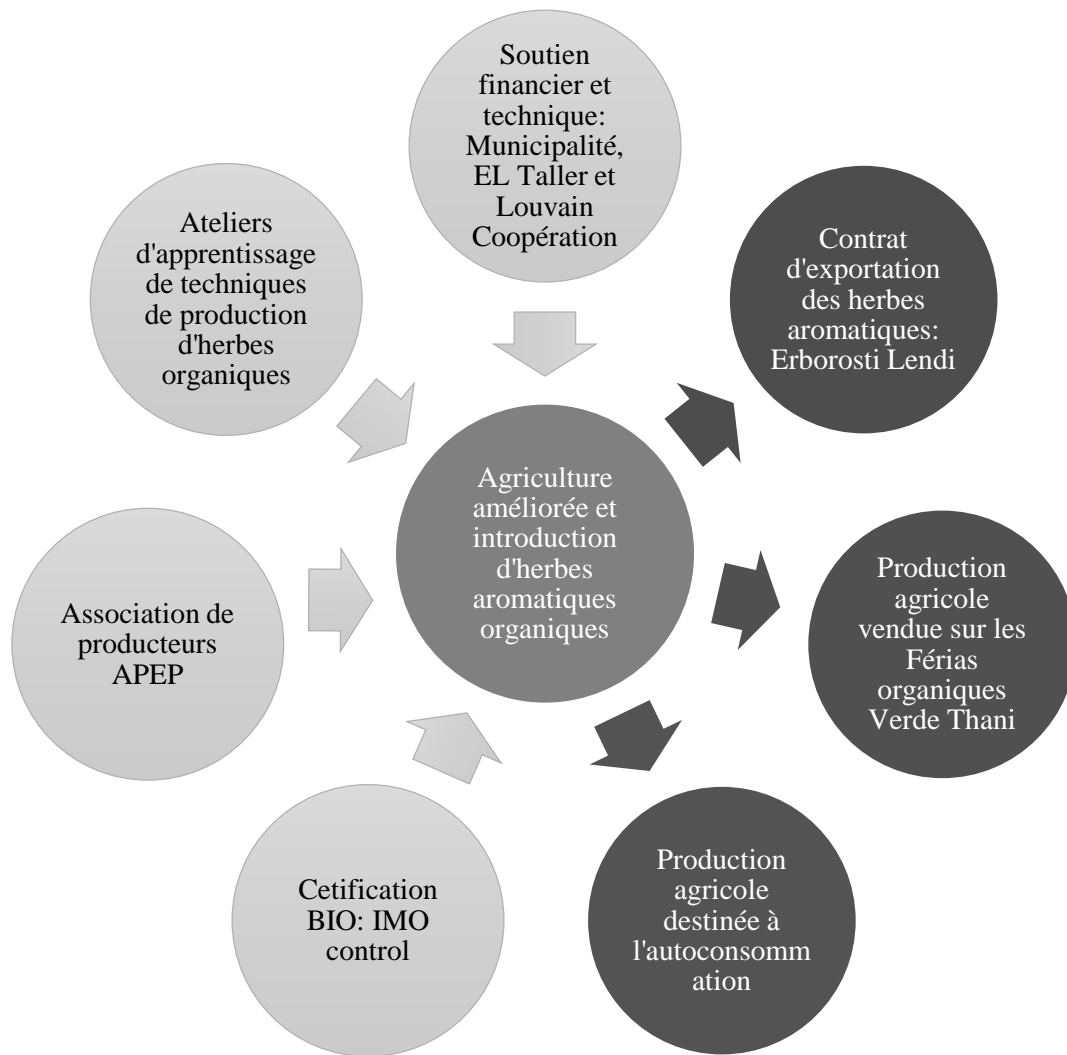 Soutien
financier et
technique:
Municipalité,
EL Taller et
Louvain
Coopération
Ateliers
d'apprentissage
de techniques
de production
d'herbes
organiques
Contrat
d'exportation
des herbes
aromatiques:
Erborosti Lendi
Agriculture
améliorée et
introduction
d'herbes
aromatiques
organiques
Association de
producteurs
APEP
Production
agricole
vendue sur les
Férias
organiques
Verde Thani
Cetification
BIO: IMO
control
Production
agricole
destinée à
l'autoconsomm
ation